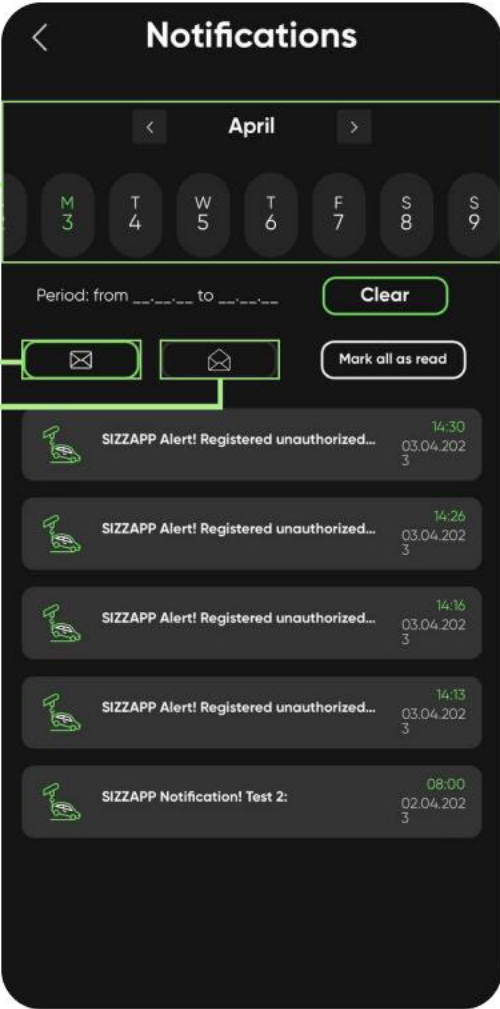 Notifications
April
M T W T F S S
3 4 5 6 7 8 9
Period: from __.__.__ to __.__.__
Clear
Mark all as read
SIZZAPP Alert! Registered unauthorized...
14:30
03.04.202
3
SIZZAPP Alert! Registered unauthorized...
14:26
03.04.202
3
SIZZAPP Alert! Registered unauthorized...
14:16
03.04.202
3
SIZZAPP Alert! Registered unauthorized...
14:13
03.04.202
3
SIZZAPP Notification! Test 2:
08:00
02.04.202
3